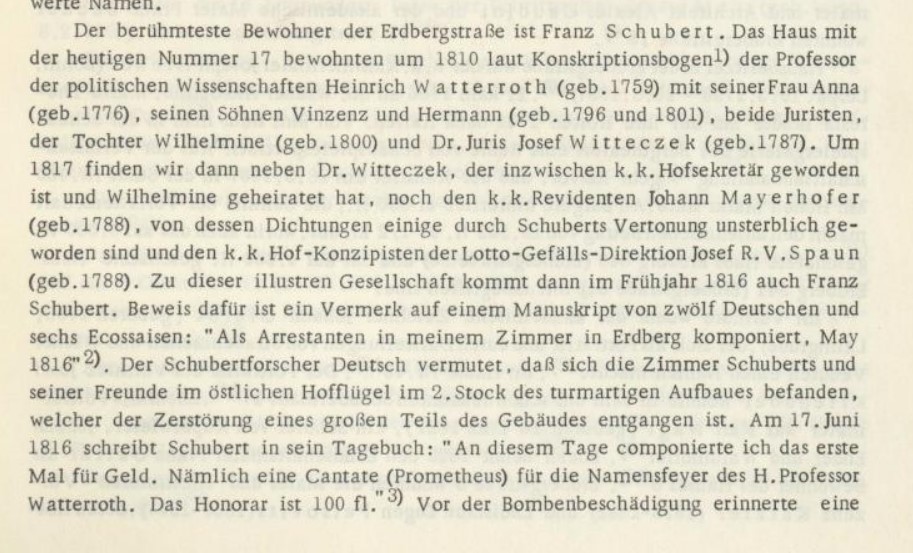 werte Namen.
Der berühmteste Bewohner der Erdbergstraße ist Franz Schubert. Das Haus mit
der heutigen Nummer 17 bewohnten um 1810 laut Konskriptionsbogen1) der Professor
der politischen Wissenschaften Heinrich Watterroth (geb.1759) mit seiner Frau Anna
(geb.1776), seinen Söhnen Vinzenz und Hermann (geb.1796 und 1801), beide Juristen,
der Tochter Wilhelmine (geb.1800) und Dr.Juris Josef Witteczek (geb.1787). Um
1817 finden wir dann neben Dr.Witteczek, der inzwischen k.k.Hofsekretär geworden
ist und Wilhelmine geheiratet hat, noch den k.k.Revidenten Johann Mayerhofer
(geb.1788), von dessen Dichtungen einige durch Schuberts Vertonung unsterblich ge-
worden sind und den k.k.Hof-Konzipisten der Lotto-Gefälls-Direktion Josef R.V.Spaun
(geb.1788). Zu dieser illustren Gesellschaft kommt dann im Frühjahr 1816 auch Franz
Schubert. Beweis dafür ist ein Vermerk auf einem Manuskript von zwölf Deutschen und
sechs Ecossaisen: "Als Arrestanten in meinem Zimmer in Erdberg komponiert, May
1816"2). Der Schubertforscher Deutsch vermutet, daß sich die Zimmer Schuberts und
seiner Freunde im östlichen Hofflügel im 2.Stock des turmartigen Aufbaues befanden,
welcher der Zerstörung eines großen Teils des Gebäudes entgangen ist. Am 17.Juni
1816 schreibt Schubert in sein Tagebuch: "An diesem Tage componierte ich das erste
Mal für Geld. Nämlich eine Cantate (Prometheus) für die Namensfeyer des H.Professor
Watterroth. Das Honorar ist 100 fl."3) Vor der Bombenbeschädigung erinnerte eine